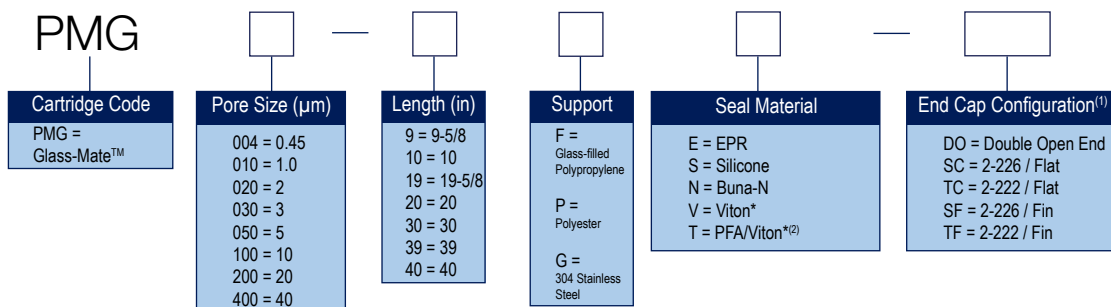 PMG — —
Cartridge Code
PMG =
Glass-Mate™
Pore Size (µm)
004 = 0.45
010 = 1.0
020 = 2
030 = 3
050 = 5
100 = 10
200 = 20
400 = 40
Length (in)
9 = 9-5/8
10 = 10
19 = 19-5/8
20 = 20
30 = 30
39 = 39
40 = 40
Support
F =
Glass-filled
Polypropylene
P =
Polyester
G =
304 Stainless
Steel
Seal Material
E = EPR
S = Silicone
N = Buna-N
V = Viton*
T = PFA/Viton*(2)
End Cap Configuration(1)
DO = Double Open End
SC = 2-226 / Flat
TC = 2-222 / Flat
SF = 2-226 / Fin
TF = 2-222 / Fin